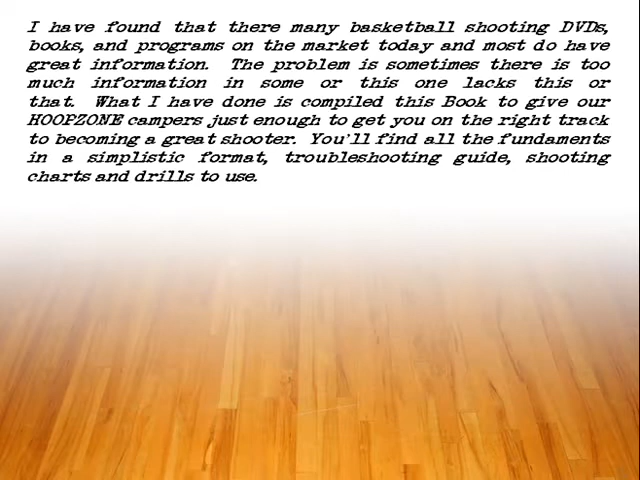 I have found that there many basketball shooting DVDs,
books, and programs on the market today and most do have
great information. The problem is sometimes there is too
much information in some or this one lacks this or
that. What I have done is compiled this Book to give our
HOOPZONE campers just enough to get you on the right track
to becoming a great shooter. You'll find all the fundaments
in a simplistic format, troubleshooting guide, shooting
charts and drills to use.